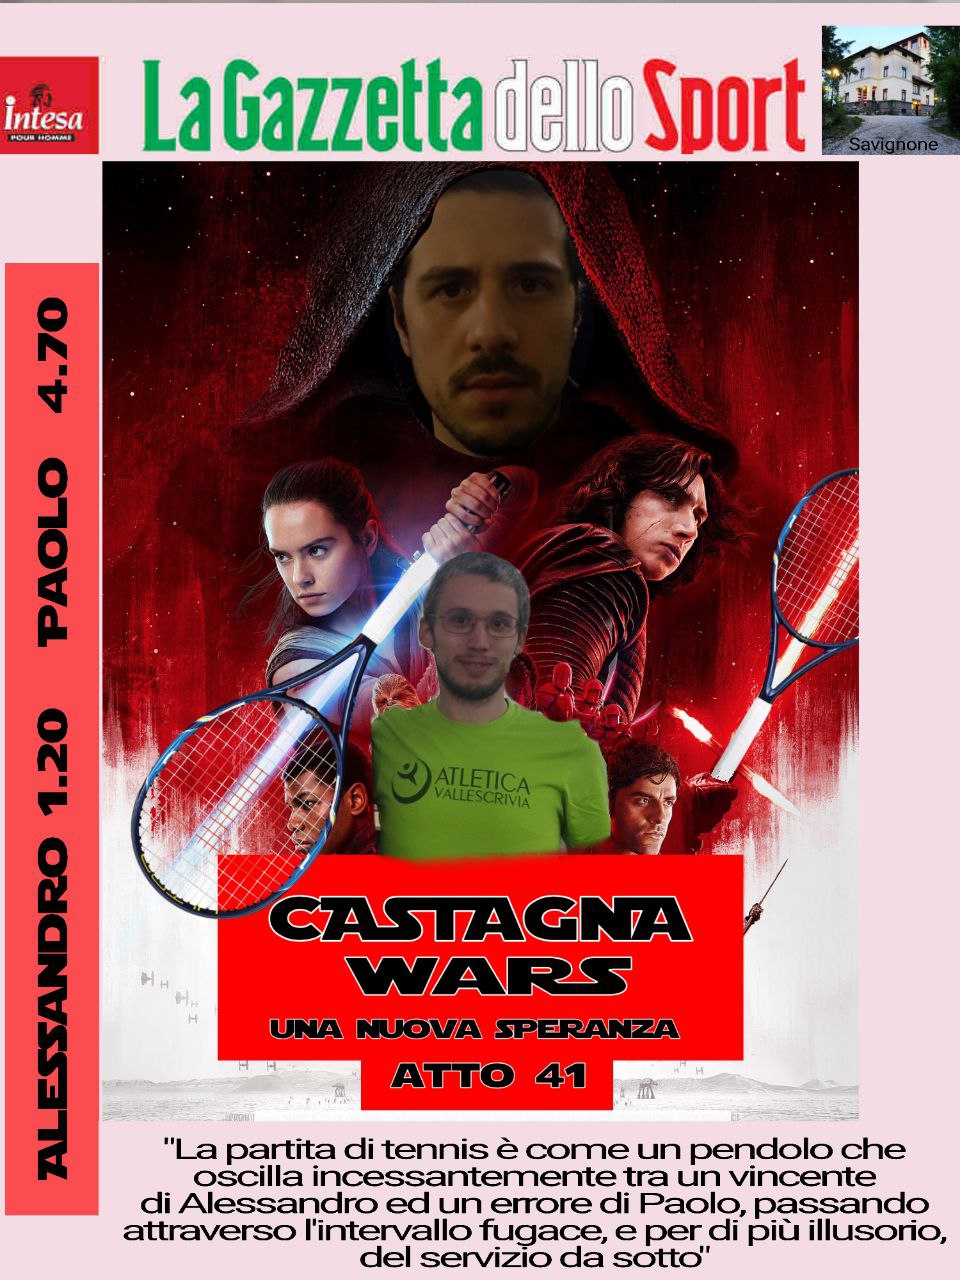 intesa
POUR HOMME
La Gazzetta dello Sport
Savignone
ALESSANDRO 1.20 PAOLO 4.70
ATLETICA
VALLESCRIVIA
CASTAGNA
WARS
UNA NUOVA SPERANZA
ATTO 41
"La partita di tennis è come un pendolo che
oscilla incessantemente tra un vincente
di Alessandro ed un errore di Paolo, passando
attraverso l'intervallo fugace, e per di più illusorio,
del servizio da sotto"